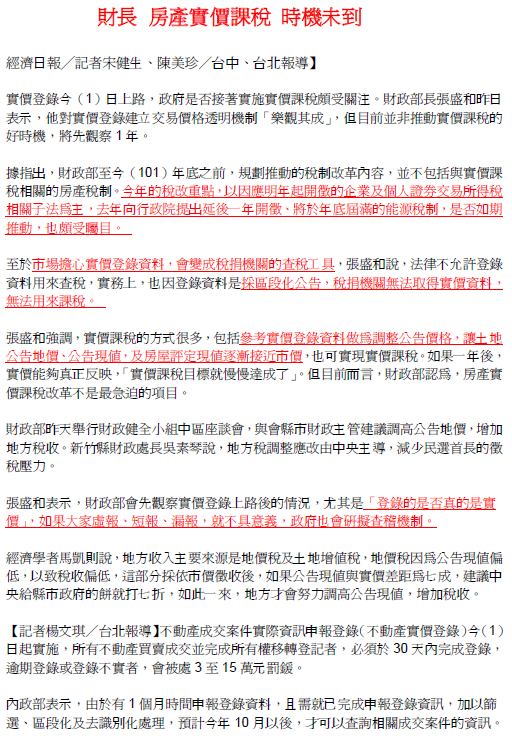 財長 房產實價課稅 時機未到
經濟日報／記者宋健生、陳美珍／台中、台北報導】
實價登錄今（1）日上路，政府是否接著實施實價課稅頗受關注。財政部長張盛和昨日
表示，他對實價登錄建立交易價格透明機制「樂觀其成」，但目前並非推動實價課稅的
好時機，將先觀察 1 年。
據指出，財政部至今（101）年底之前，規劃推動的稅制改革內容，並不包括與實價課
稅相關的房產稅制。今年的稅改重點，以因應明年起開徵的企業及個人證券交易所得稅
相關子法為主，去年向行政院提出延後一年開徵、將於年底屆滿的能源稅制，是否如期
推動，也頗受矚目。
至於市場擔心實價登錄資料，會變成稅捐機關的查稅工具，張盛和說，法律不允許登錄
資料用來查稅，實務上，也因登錄資料是採區段化公告，稅捐機關無法取得實價資料，
無法用來課稅。
張盛和強調，實價課稅的方式很多，包括參考實價登錄資料做為調整公告價格，讓土地
公告地價、公告現值，及房屋評定現值逐漸接近市價，也可實現實價課稅。如果一年後，
實價能夠真正反映，「實價課稅目標就慢慢達成了」。但目前而言，財政部認為，房產實
價課稅改革不是最急迫的項目。
財政部昨天舉行財政健全小組中區座談會，與會縣市財政主管建議調高公告地價，增加
地方稅收。新竹縣財政處長吳素琴說，地方稅調整應改由中央主導，減少民選首長的徵
稅壓力。
張盛和表示，財政部會先觀察實價登錄上路後的情況，尤其是「登錄的是否真的是實
價」，如果大家虛報、短報、漏報，就不具意義，政府也會研擬查稽機制。
經濟學者馬凱則說，地方收入主要來源是地價稅及土地增值稅，地價稅因為公告現值偏
低，以致稅收偏低，這部分採依市價徵收後，如果公告現值與實價差距為七成，建議中
央給縣市政府的餅就打七折，如此一來，地方才會努力調高公告現值，增加稅收。
【記者楊文琪／台北報導】不動產成交案件實際資訊申報登錄（不動產實價登錄）今（1）
日起實施，所有不動產買賣成交並完成所有權移轉登記者，必須於 30 天內完成登錄，
逾期登錄或登錄不實者，會被處 3 至 15 萬元罰鍰。
內政部表示，由於有 1 個月時間申報登錄資料，且需就已完成申報登錄資訊，加以篩
選、區段化及去識別化處理，預計今年 10 月以後，才可以查詢相關成交案件的資訊。